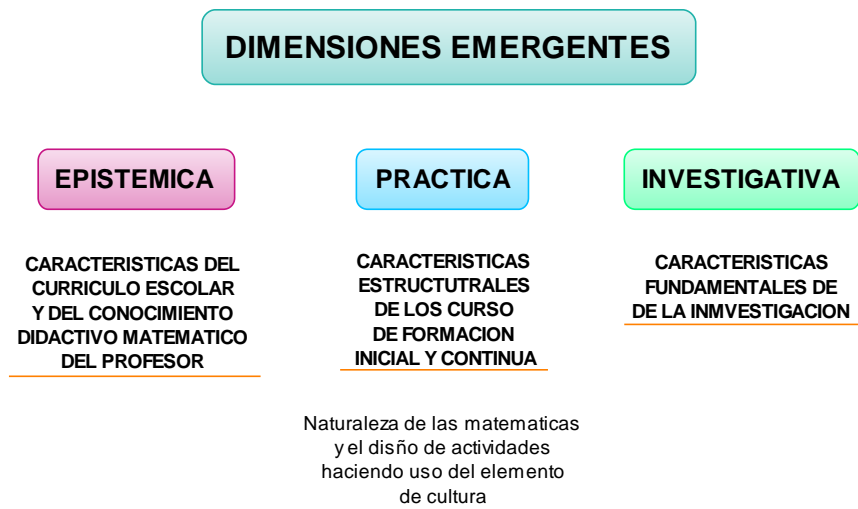 DIMENSIONES EMERGENTES
EPISTEMICA
CARACTERISTICAS DEL
CURRICULO ESCOLAR
Y DEL CONOCIMIENTO
DIDACTIVO MATEMATICO
DEL PROFESOR
PRACTICA
CARACTERISTICAS
ESTRUCTUTRALES
DE LOS CURSO
DE FORMACION
INICIAL Y CONTINUA
Naturaleza de las matematicas
y el disño de actividades
haciendo uso del elemento
de cultura
INVESTIGATIVA
CARACTERISTICAS
FUNDAMENTALES DE
DE LA INMVESTIGACION